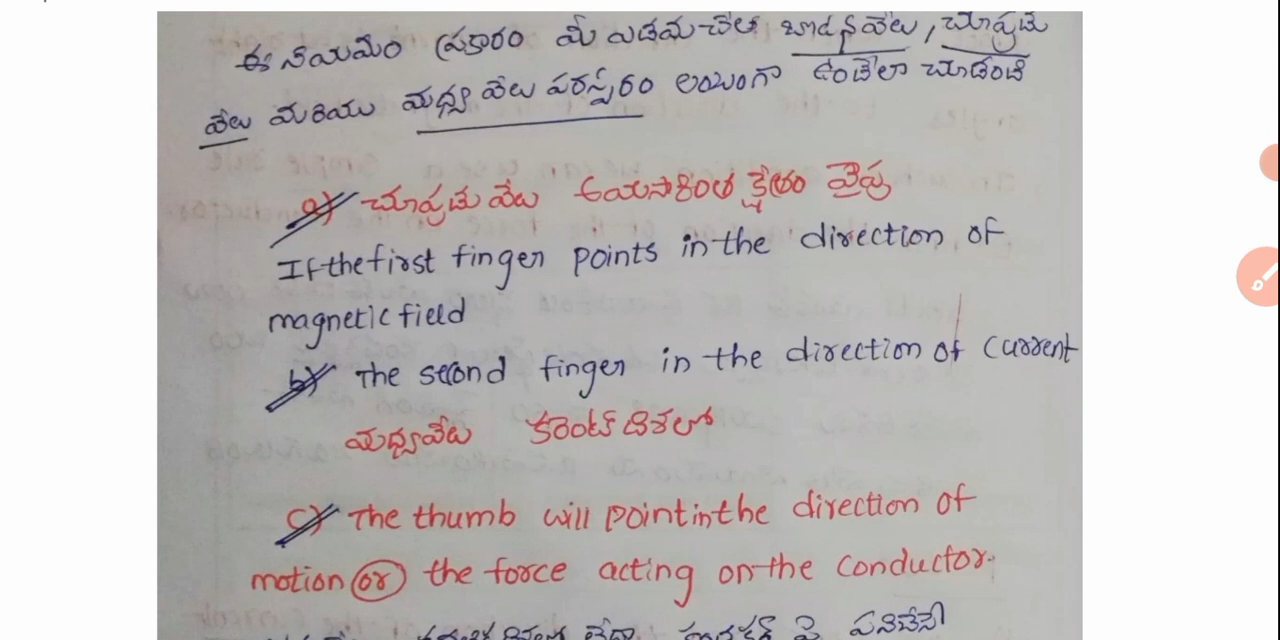 ఈ నియమం ప్రకారం మీ ఎడమచేతి బొటనవేలు, చూపుడు
వేలు మరియు మధ్య వేలు పరస్పరం లంబంగా ఉండేలా చూడండి
a) చూపుడు వేలు అయస్కాంత క్షేత్రం వైపు
If the first finger points in the direction of
magnetic field
b) The second finger in the direction of current
మధ్యవేలు కరెంట్ దిశలో
c) The thumb will point in the direction of
motion or the force acting on the conductor.
లేదా పై పనిచేసే